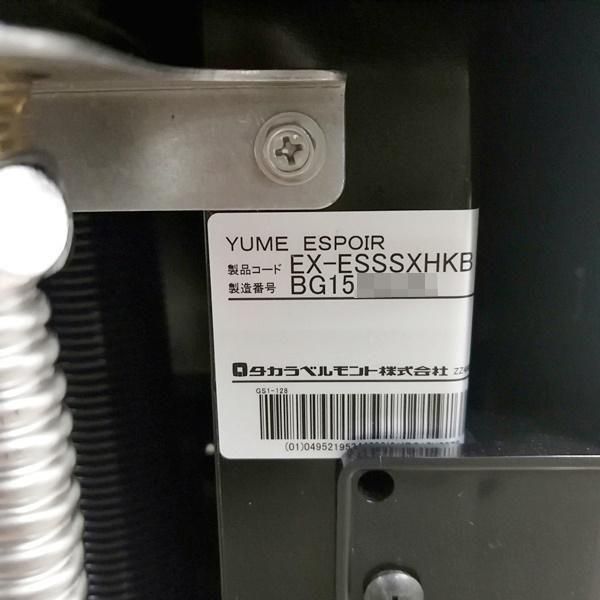 YUME ESPOIR
製品コード EX-ESSSXHKB
製造番号 BG15
タカラベルモント株式会社
GS1-128